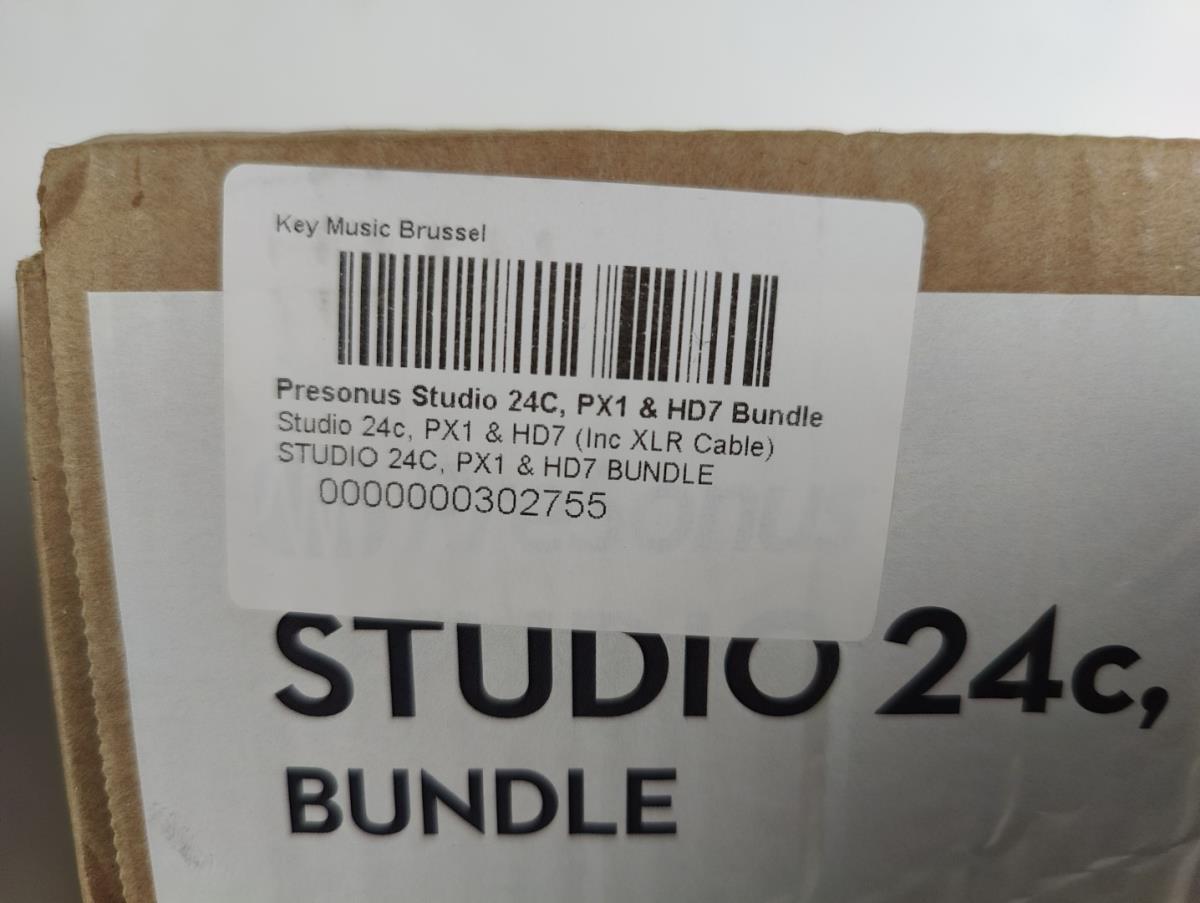 Key Music Brussel
Presonus Studio 24C, PX1 & HD7 Bundle
Studio 24c, PX1 & HD7 (Inc XLR Cable)
STUDIO 24C, PX1 & HD7 BUNDLE
0000000302755
STUDIO 24c,
BUNDLE